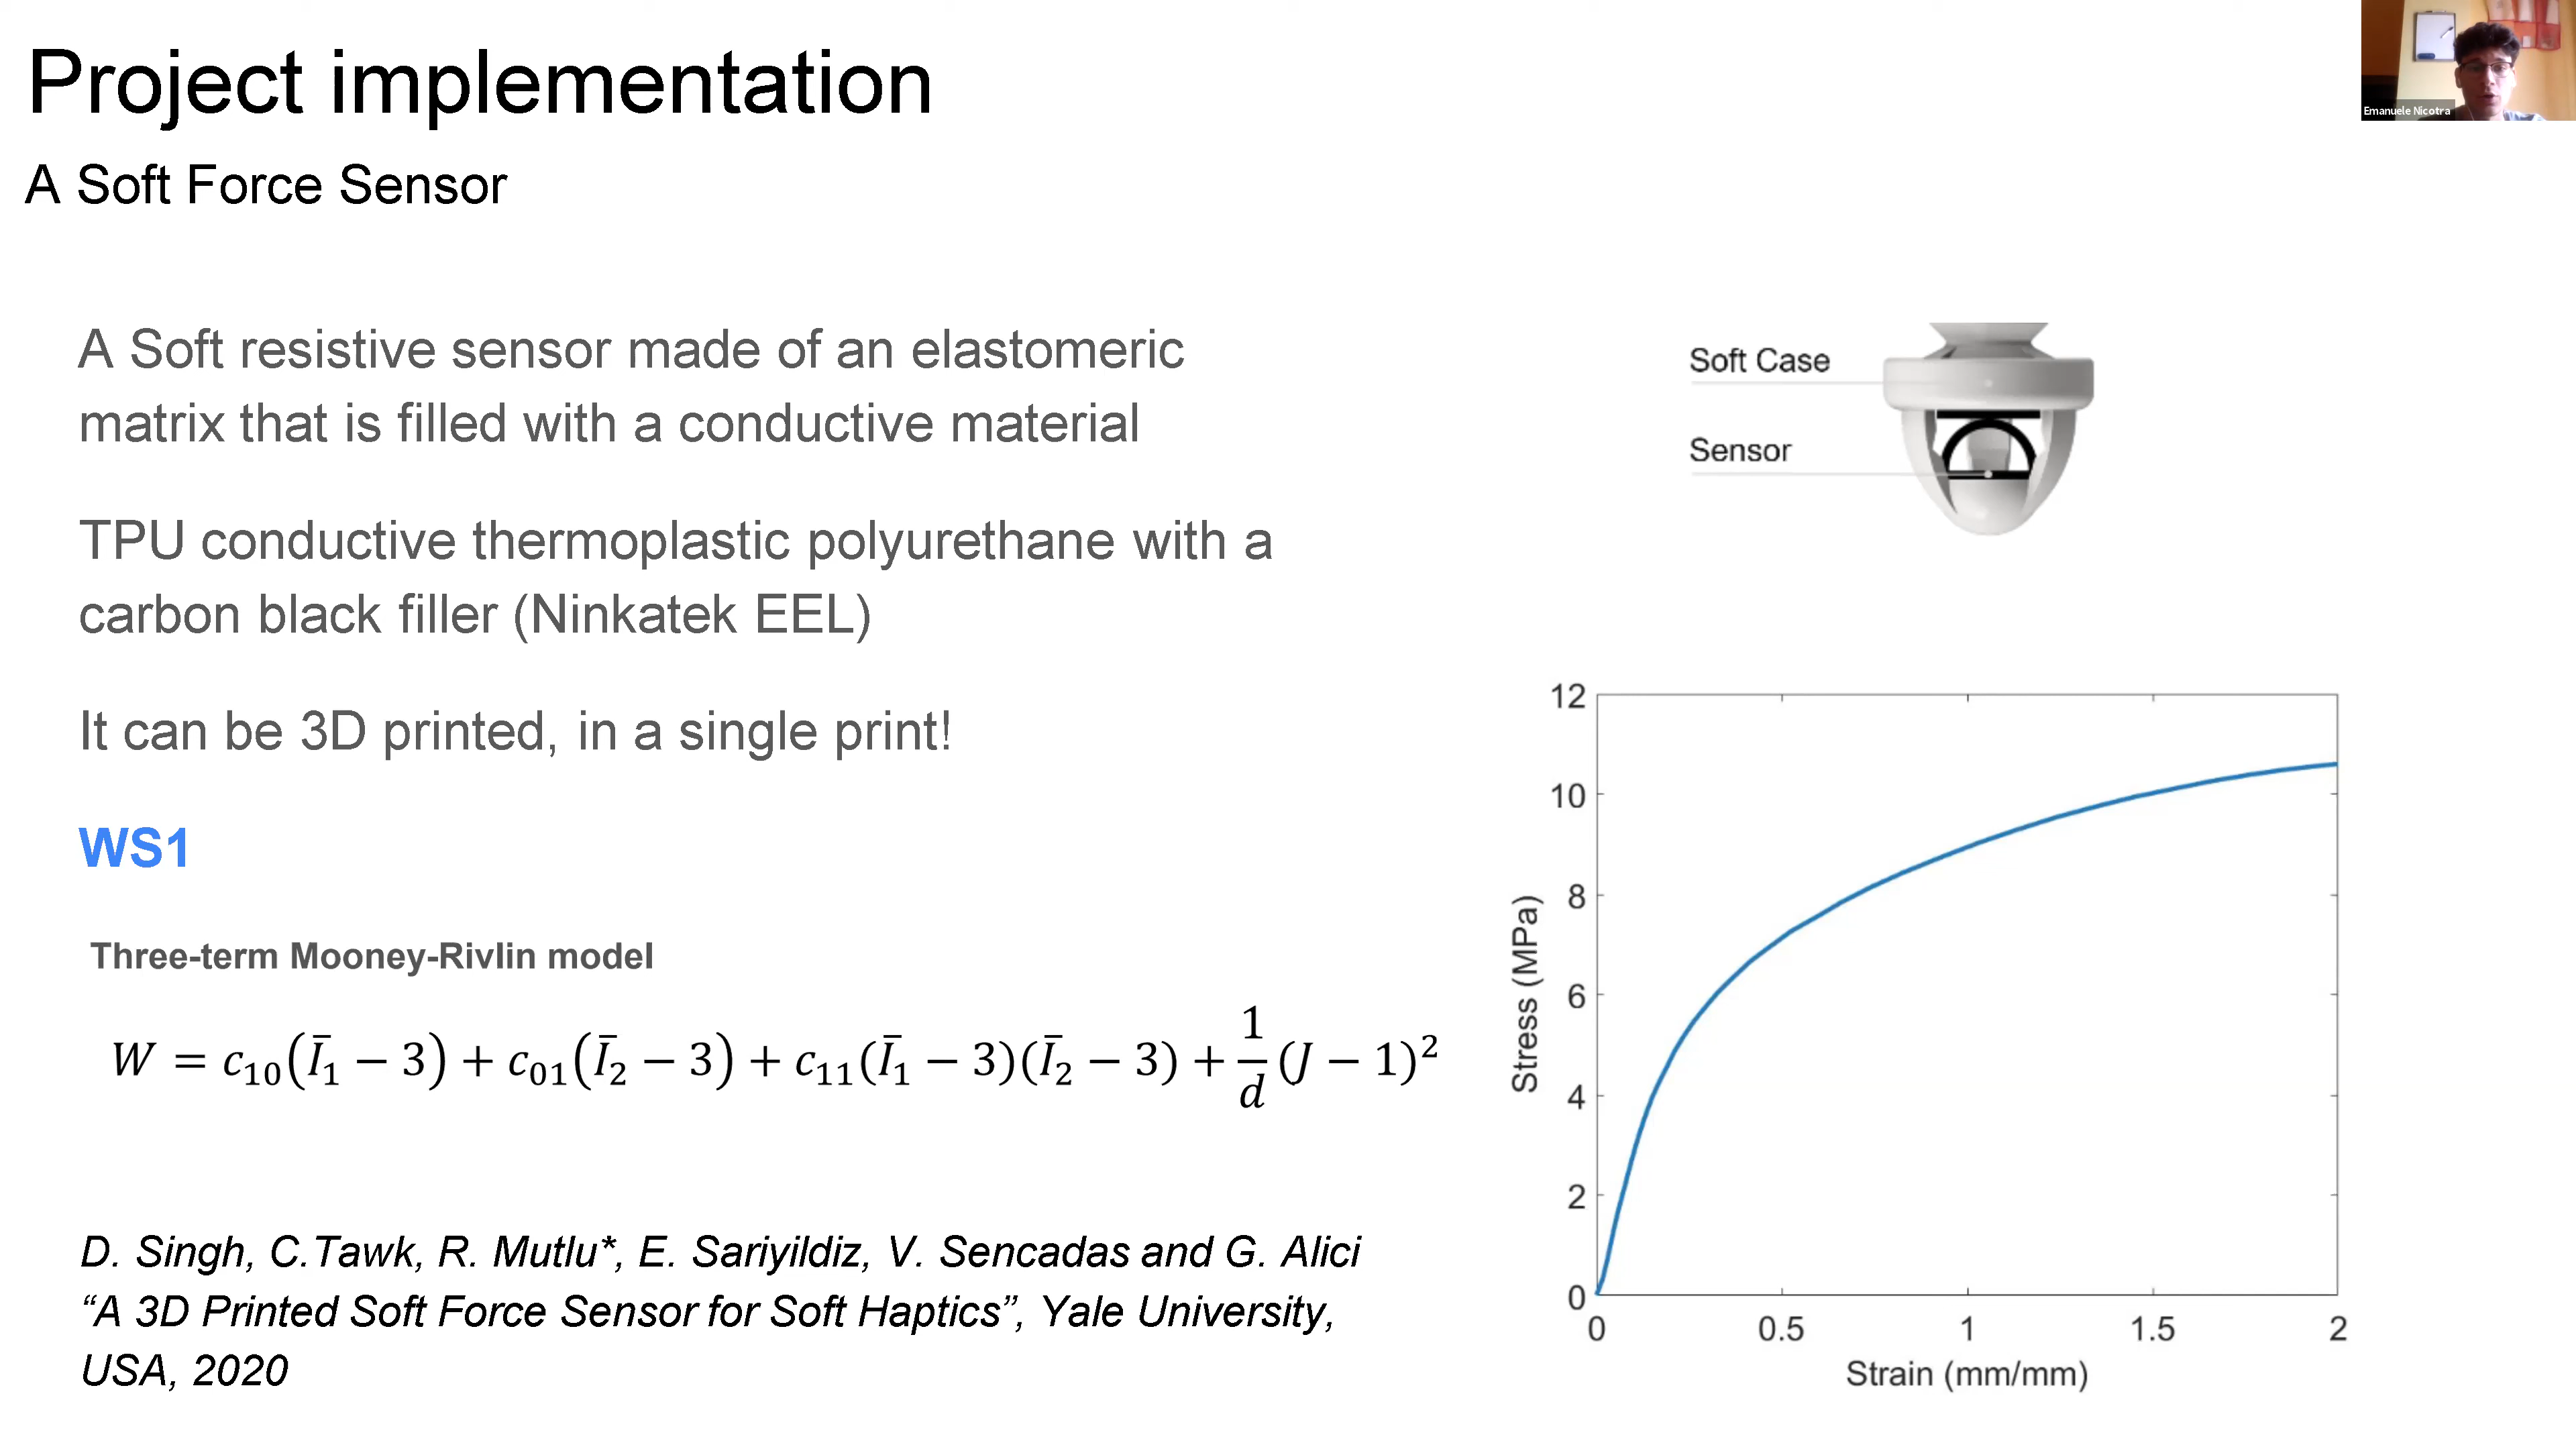 Project implementation
A Soft Force Sensor
Emanuele Nicotra
A Soft resistive sensor made of an elastomeric
matrix that is filled with a conductive material
TPU conductive thermoplastic polyurethane with a
carbon black filler (Ninkatek EEL)
It can be 3D printed, in a single print!
WS1
Three-term Mooney-Rivlin model
W = c₁₀(Ī₁ − 3) + c₀₁(Ī₂ − 3) + c₁₁(Ī₁ − 3)(Ī₂ − 3) + 1/d (J − 1)²
D. Singh, C.Tawk, R. Mutlu*, E. Sariyildiz, V. Sencadas and G. Alici
“A 3D Printed Soft Force Sensor for Soft Haptics”, Yale University,
USA, 2020
Soft Case
Sensor
12
10
8
6
4
2
0
Stress (MPa)
0 0.5 1 1.5 2
Strain (mm/mm)